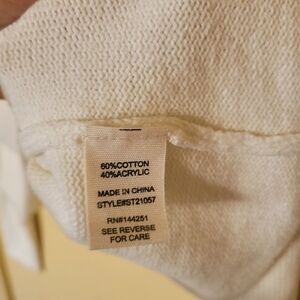 60%COTTON
40%ACRYLIC
MADE IN CHINA
STYLE#ST21057
RN#144251
SEE REVERSE
FOR CARE